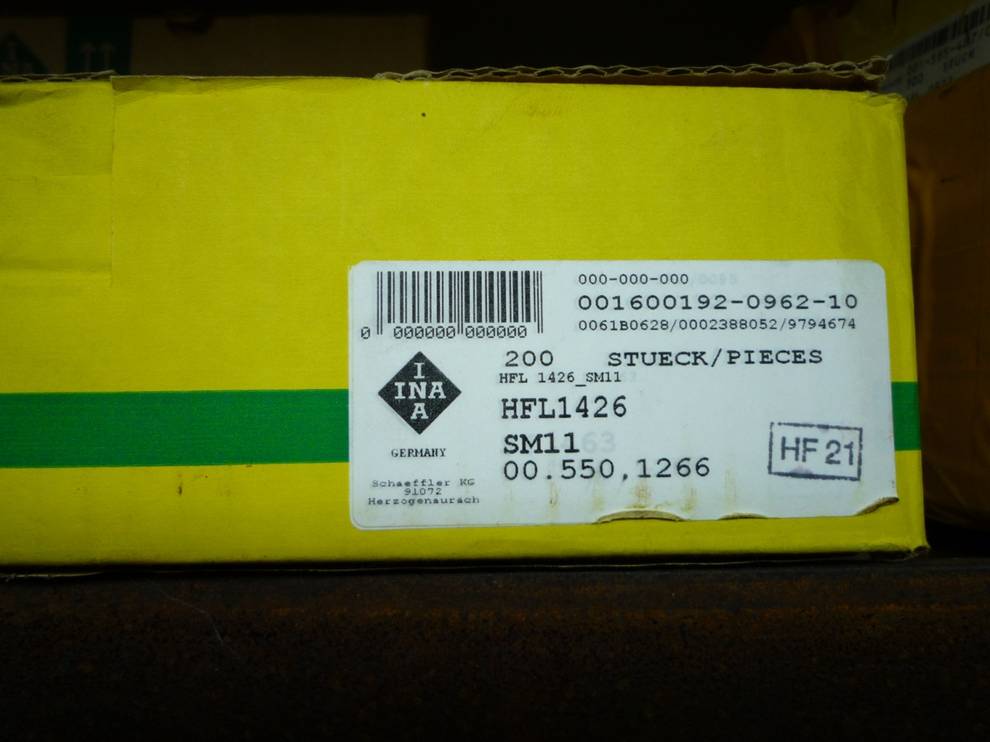 0 000000 000000
000-000-000
001600192-0962-10
0061B0628/0002388052/9794674
200 STUECK/PIECES
HFL 1426_SM11
HFL1426
SM11
00.550,1266
I
INA
A
GERMANY
Schaeffler KG
91072
Herzogenaurach
HF 21